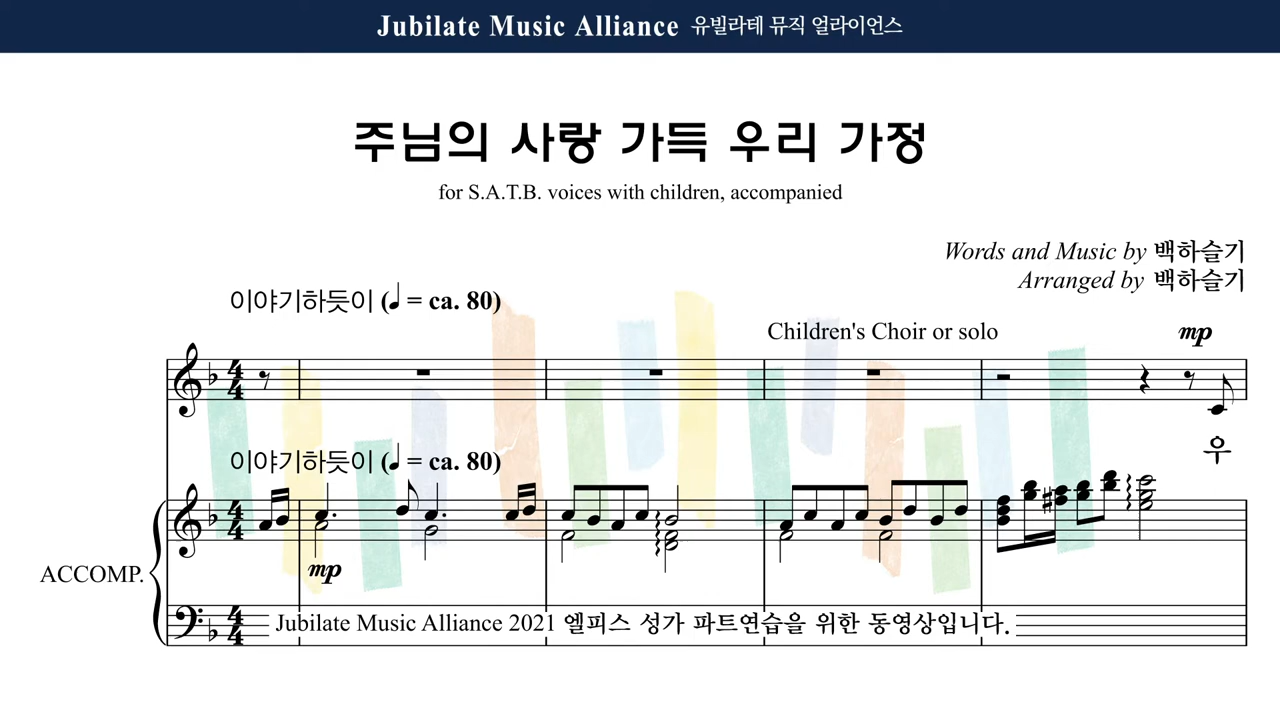 Jubilate Music Alliance 유빌라테 뮤직 얼라이언스
주님의 사랑 가득 우리 가정
for S.A.T.B. voices with children, accompanied
Words and Music by 백하슬기
Arranged by 백하슬기
이야기하듯이 (♩ = ca. 80)
Children's Choir or solo
mp
우
이야기하듯이 (♩ = ca. 80)
mp
ACCOMP.
Jubilate Music Alliance 2021 엘피스 성가 파트연습을 위한 동영상입니다.